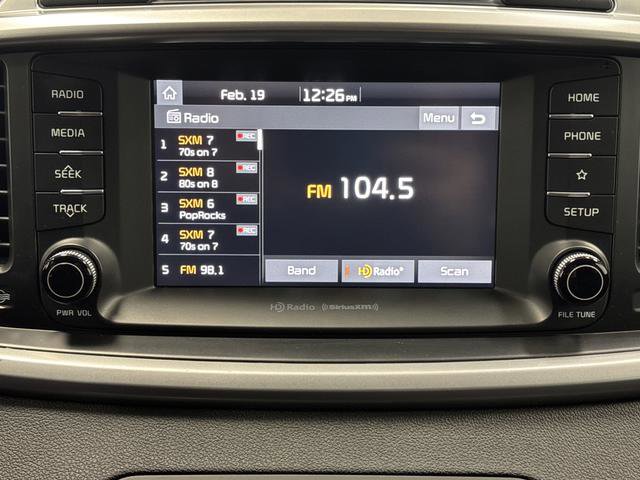 RADIO
MEDIA
SEEK
TRACK
PWR VOL
Feb. 19 12:26 PM
Radio Menu
1 SXM 7 REC
70s on 7
2 SXM 8 REC
80s on 8
3 SXM 6 REC
PopRocks
4 SXM 7 REC
70s on 7
5 FM 98.1
FM 104.5
Band HD Radio® Scan
HD Radio ((SiriusXM))
HOME
PHONE
SETUP
FILE TUNE